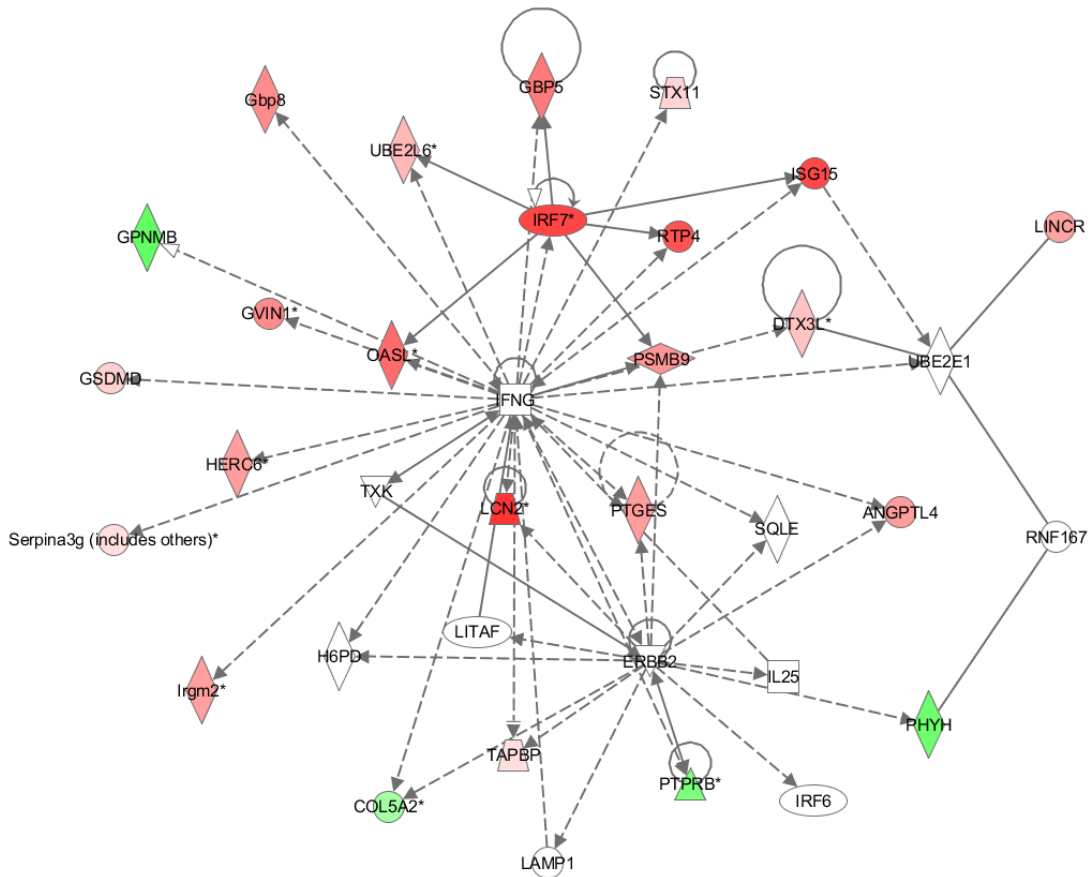 GBP5
STX11
Gbp8
UBE2L6*
ISG15
IRF7*
LINCR
GPNMB
RTP4
GVIN1*
DTX3L*
OASL*
PSMB9
UBE2E1
GSDMD
IFNG
HERC6*
TXK
LCN2*
PTGES
ANGPTL4
SQLE
Serpina3g (includes others)*
RNF167
LITAF
H6PD
ERBB2
IL25
Irgm2*
PHYH
TAPBP
PTPRB*
COL5A2*
IRF6
LAMP1